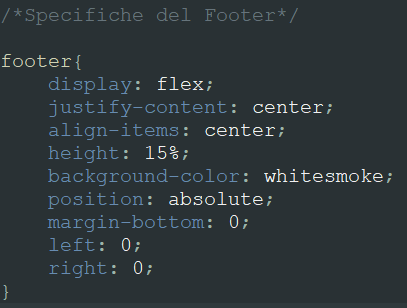 /*Specifiche del Footer*/
footer{
display: flex;
justify-content: center;
align-items: center;
height: 15%;
background-color: whitesmoke;
position: absolute;
margin-bottom: 0;
left: 0;
right: 0;
}